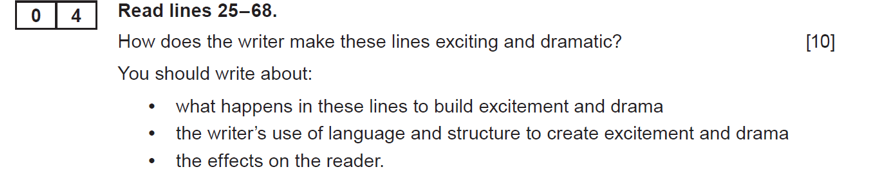 0 4 Read lines 25–68.
How does the writer make these lines exciting and dramatic? [10]
You should write about:
• what happens in these lines to build excitement and drama
• the writer’s use of language and structure to create excitement and drama
• the effects on the reader.